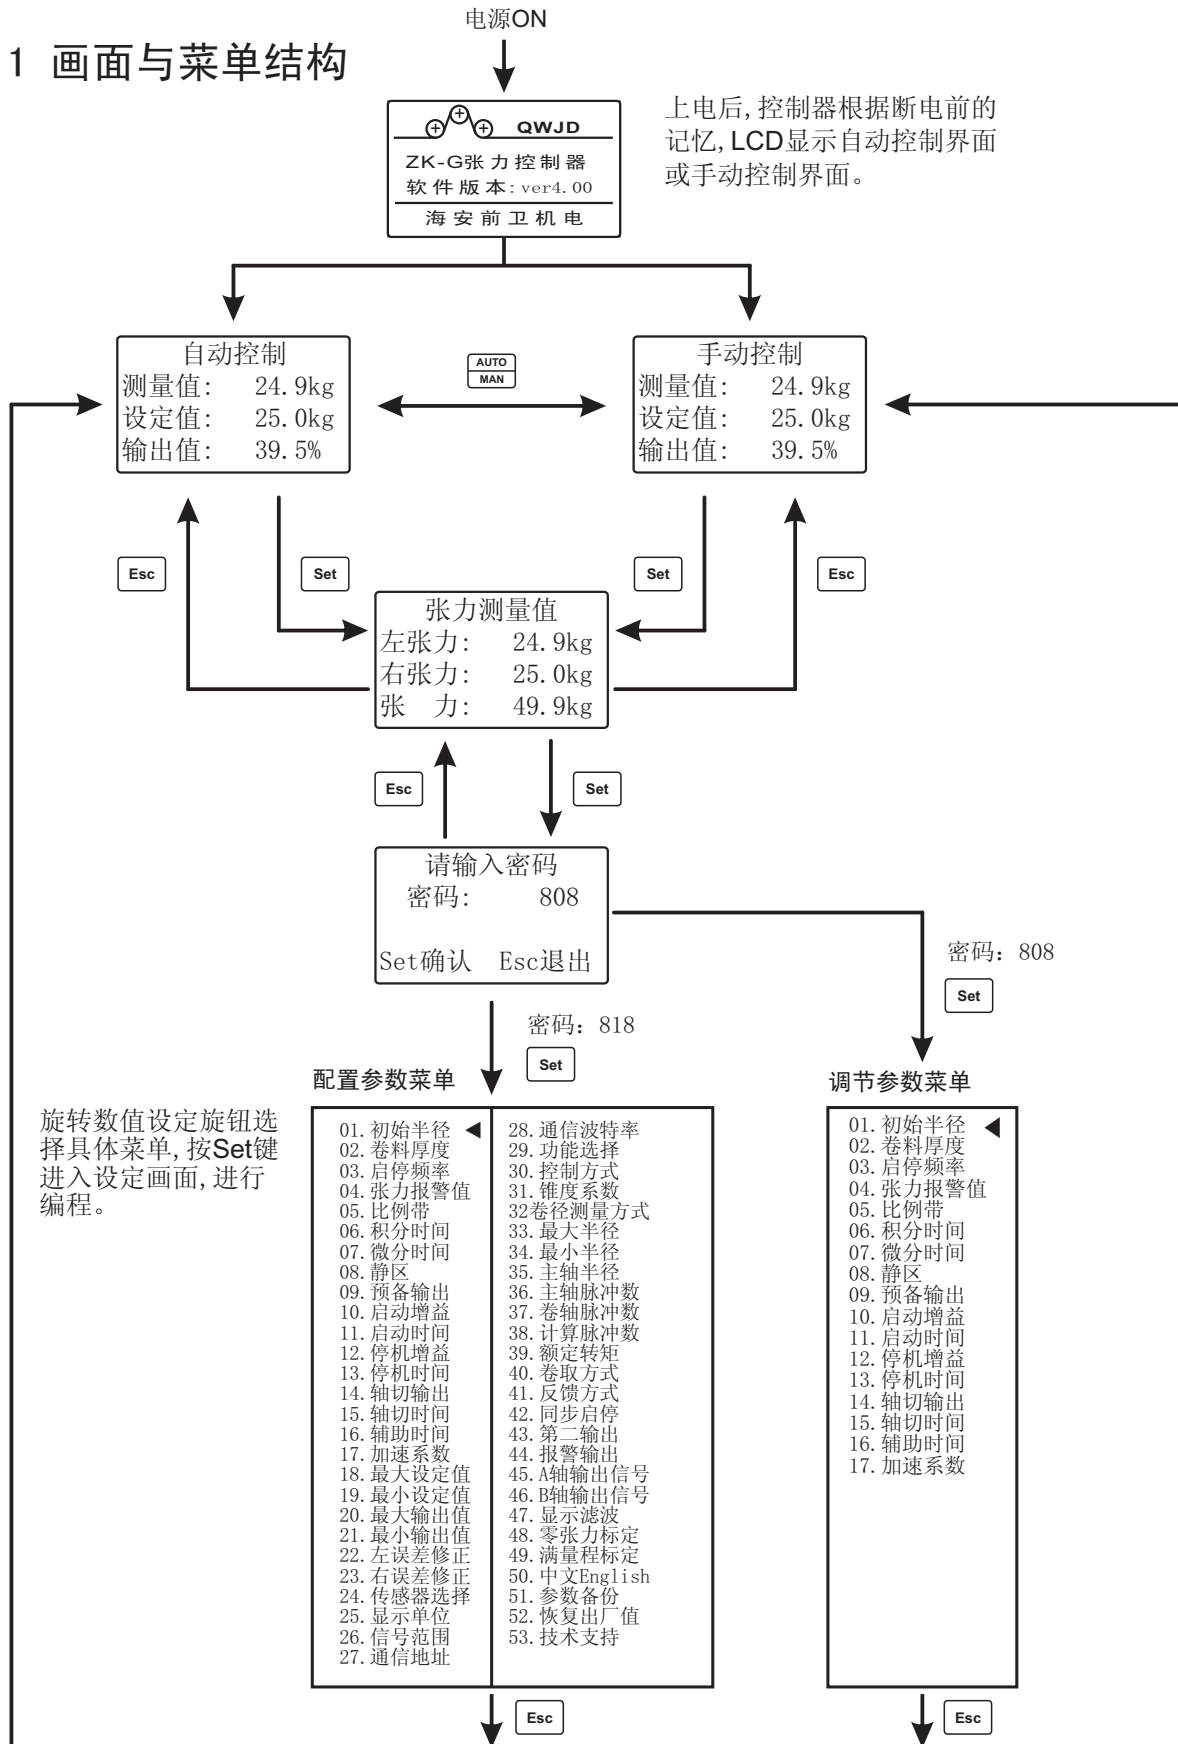 电源ON
1 画面与菜单结构
上电后,控制器根据断电前的
记忆,LCD显示自动控制界面
或手动控制界面。
QWJD
ZK-G张力控制器
软件版本:ver4.00
海安前卫机电
自动控制
测量值: 24.9kg
设定值: 25.0kg
输出值: 39.5%
AUTO
MAN
手动控制
测量值: 24.9kg
设定值: 25.0kg
输出值: 39.5%
Esc
Set
Set
Esc
张力测量值
左张力: 24.9kg
右张力: 25.0kg
张 力: 49.9kg
Esc
Set
请输入密码
密码: 808
Set确认 Esc退出
密码：808
Set
密码：818
Set
配置参数菜单
调节参数菜单
旋转数值设定旋钮选
择具体菜单,按Set键
进入设定画面,进行
编程。
01.初始半径
02.卷料厚度
03.启停频率
04.张力报警值
05.比例带
06.积分时间
07.微分时间
08.静区
09.预备输出
10.启动增益
11.启动时间
12.停机增益
13.停机时间
14.轴切输出
15.轴切时间
16.辅助时间
17.加速系数
18.最大设定值
19.最小设定值
20.最大输出值
21.最小输出值
22.左误差修正
23.右误差修正
24.传感器选择
25.显示单位
26.信号范围
27.通信地址
28.通信波特率
29.功能选择
30.控制方式
31.锥度系数
32卷径测量方式
33.最大半径
34.最小半径
35.主轴半径
36.主轴脉冲数
37.卷轴脉冲数
38.计算脉冲数
39.额定转矩
40.卷取方式
41.反馈方式
42.同步启停
43.第二输出
44.报警输出
45.A轴输出信号
46.B轴输出信号
47.显示滤波
48.零张力标定
49.满量程标定
50.中文English
51.参数备份
52.恢复出厂值
53.技术支持
01.初始半径
02.卷料厚度
03.启停频率
04.张力报警值
05.比例带
06.积分时间
07.微分时间
08.静区
09.预备输出
10.启动增益
11.启动时间
12.停机增益
13.停机时间
14.轴切输出
15.轴切时间
16.辅助时间
17.加速系数
Esc
Esc